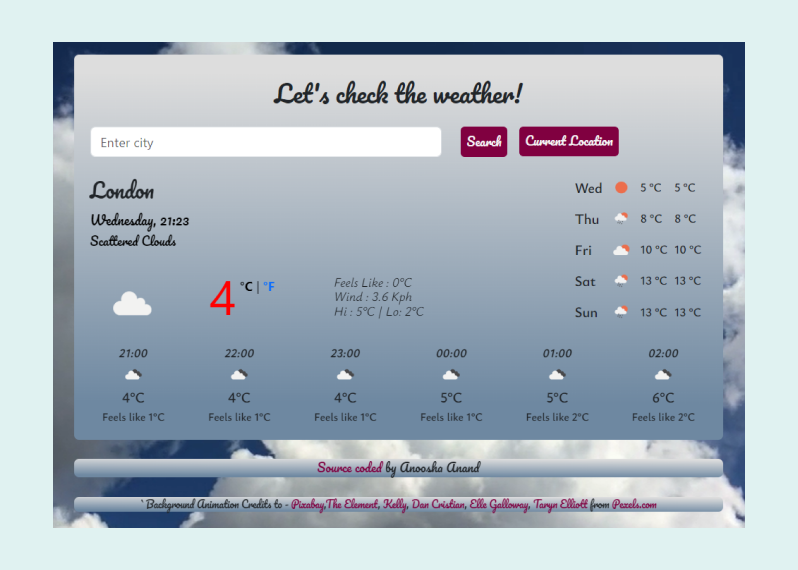 Let's check the weather!
Enter city
Search
Current Location
London
Wednesday, 21:23
Scattered Clouds
4 °C | °F
Feels Like : 0°C
Wind : 3.6 Kph
Hi : 5°C | Lo: 2°C
Wed 5 °C 5 °C
Thu 8 °C 8 °C
Fri 10 °C 10 °C
Sat 13 °C 13 °C
Sun 13 °C 13 °C
21:00 22:00 23:00 00:00 01:00 02:00
4°C 4°C 4°C 5°C 5°C 6°C
Feels like 1°C Feels like 1°C Feels like 1°C Feels like 1°C Feels like 2°C Feels like 2°C
Source coded by Anoosha Anand
`Background Animation Credits to - Pixabay,The Element, Kelly, Dan Cristian, Elle Galloway, Taryn Elliott from Pexels.com